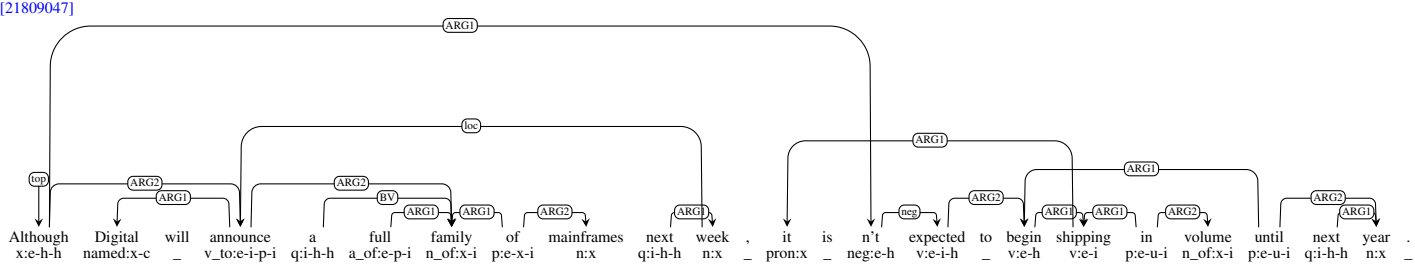 [21809047]
ARG1
loc
ARG1
top ARG2 ARG1 ARG2 BV ARG1 ARG1 ARG2 ARG1 neg ARG2 ARG1 ARG1 ARG2 ARG1 ARG2 ARG1
Although Digital will announce a full family of mainframes next week , it is n't expected to begin shipping in volume until next year .
x:e-h-h named:x-c _ v_to:e-i-p-i q:i-h-h a_of:e-p-i n_of:x-i p:e-x-i n:x q:i-h-h n:x _ pron:x _ neg:e-h v:e-i-h _ v:e-h v:e-i p:e-u-i n_of:x-i p:e-u-i q:i-h-h n:x _